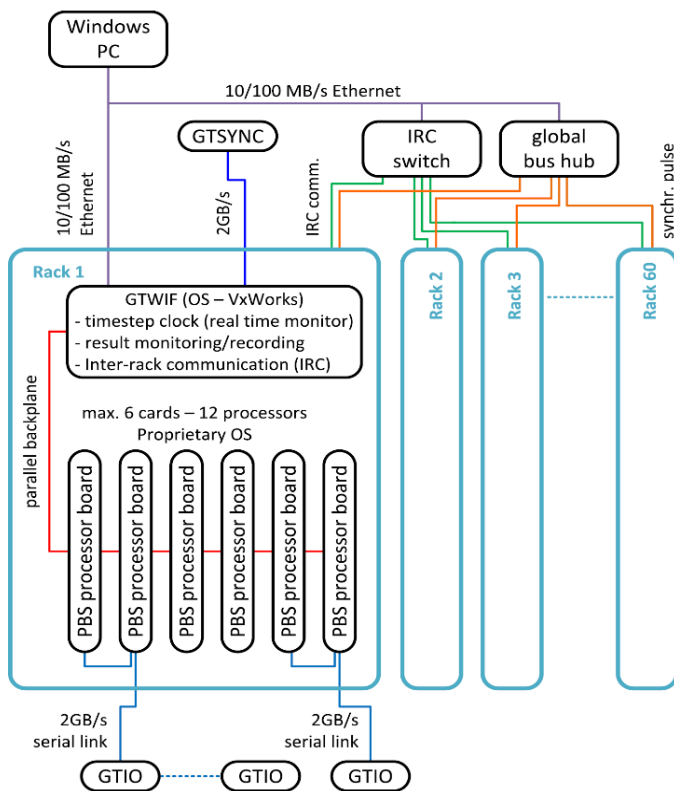 Windows
PC
10/100 MB/s Ethernet
GTSYNC
IRC
switch
global
bus hub
10/100 MB/s
Ethernet
2GB/s
IRC comm.
synchr. pulse
Rack 1
Rack 2
Rack 3
Rack 60
GTWIF (OS – VxWorks)
- timestep clock (real time monitor)
- result monitoring/recording
- Inter-rack communication (IRC)
max. 6 cards – 12 processors
Proprietary OS
parallel backplane
PBS processor board
PBS processor board
PBS processor board
PBS processor board
PBS processor board
PBS processor board
2GB/s
serial link
2GB/s
serial link
GTIO
GTIO
GTIO